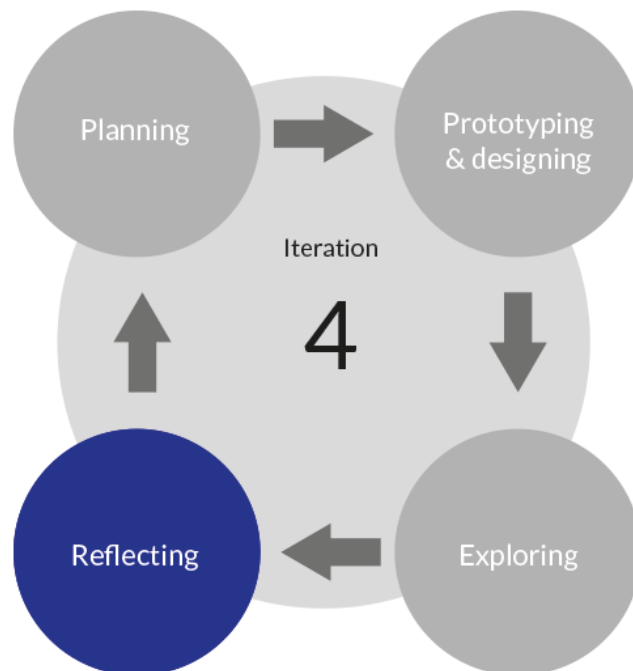 Planning
Prototyping
& designing
Iteration
4
Reflecting
Exploring